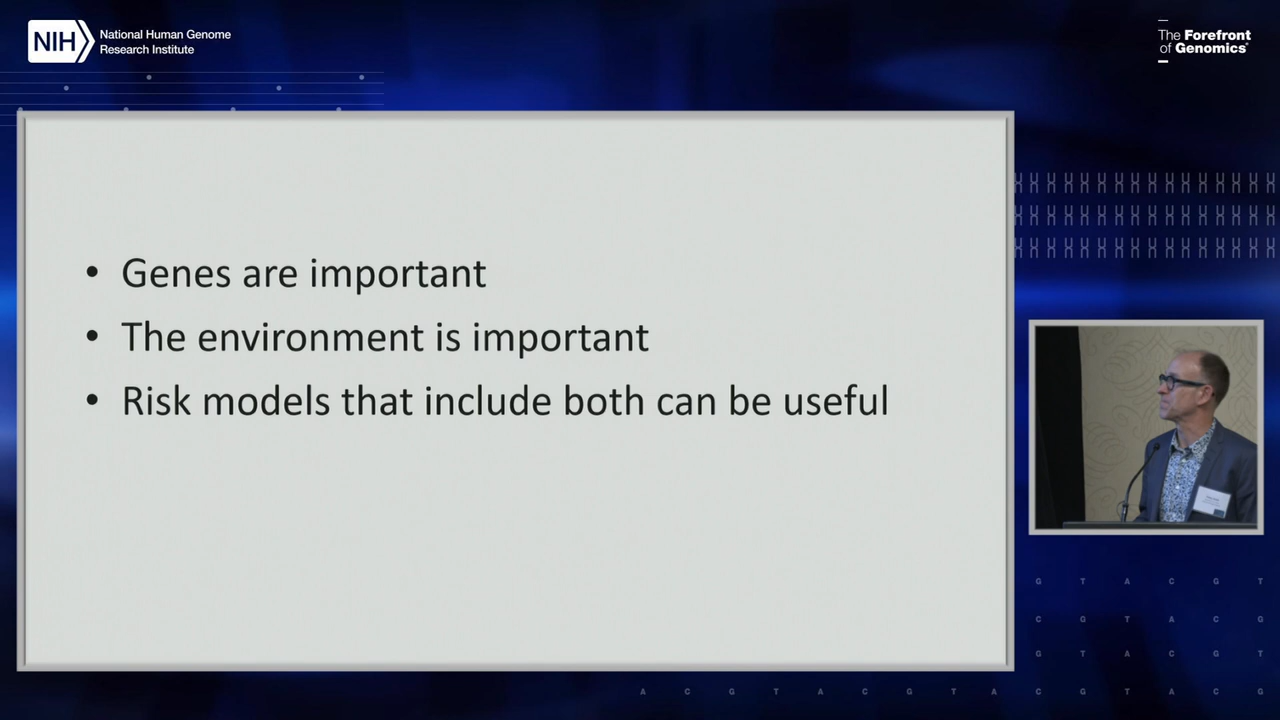 NIH
National Human Genome
Research Institute
The Forefront
of Genomics®
• Genes are important
• The environment is important
• Risk models that include both can be useful
G T A C G T
C G T A C G
G T A C G T
A C G T A C G T A C G T A C G